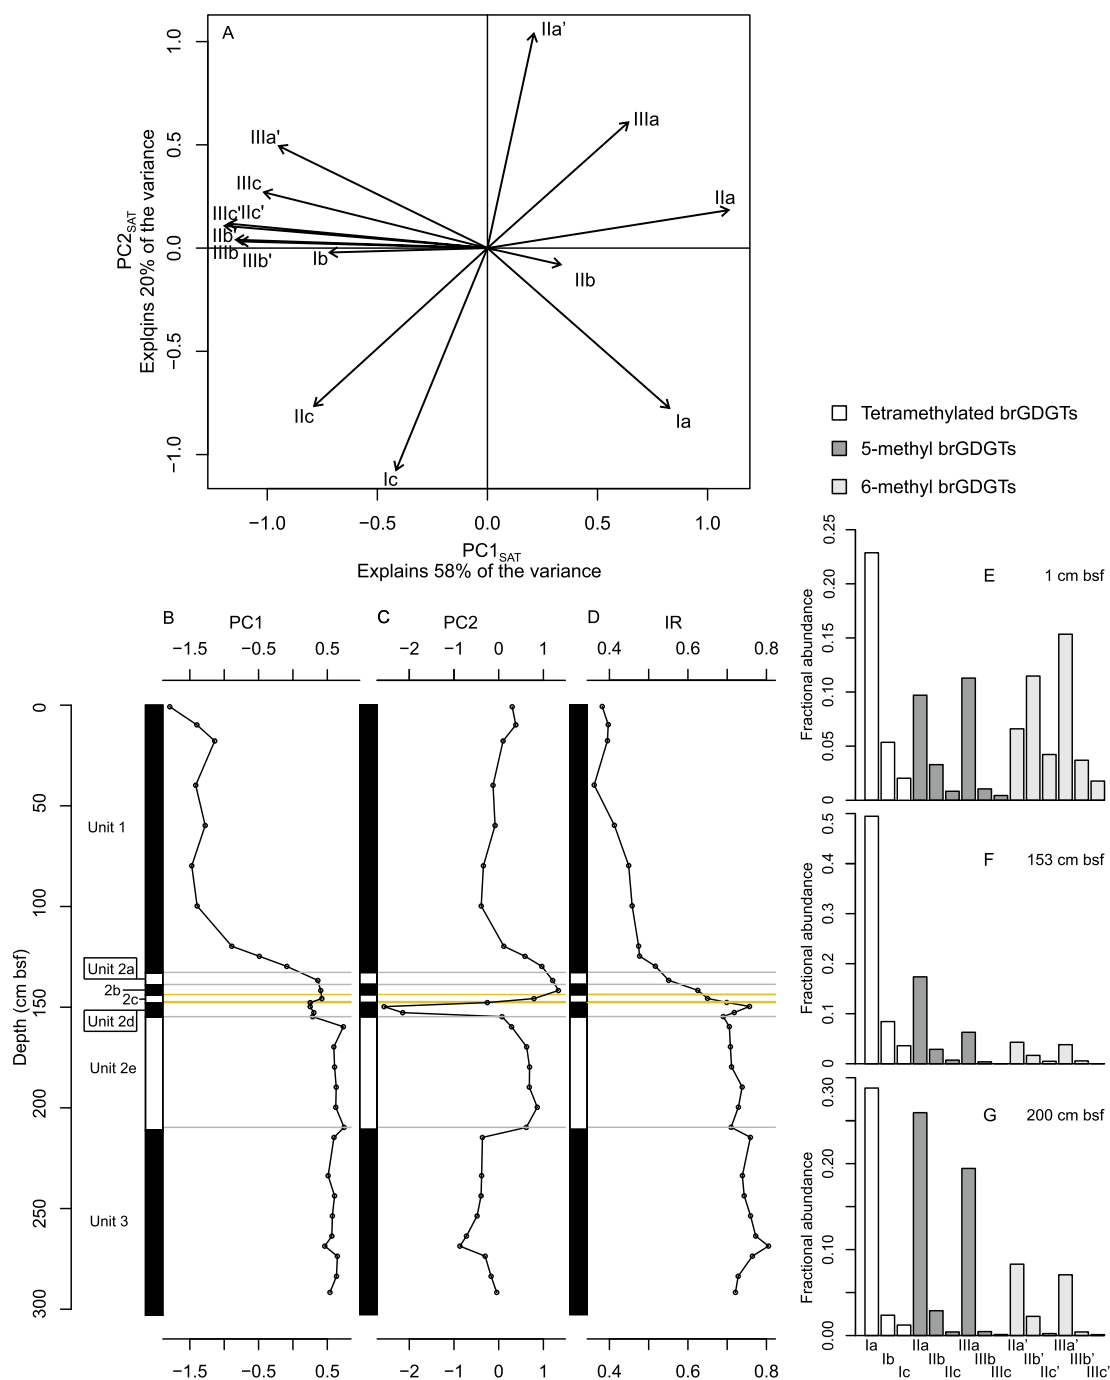 A
IIa’
IIIa
IIa
IIIa'
IIIc
IIIc' IIc'
IIb'
IIIb
IIIb'
Ib
IIb
IIc
Ic
Ia
1.0
0.5
0.0
−0.5
−1.0
PC2SAT
Explqins 20% of the variance
−1.0 −0.5 0.0 0.5 1.0
PC1SAT
Explains 58% of the variance
Tetramethylated brGDGTs
5-methyl brGDGTs
6-methyl brGDGTs
B PC1
−1.5 −0.5 0.5
C PC2
−2 −1 0 1
D IR
0.4 0.6 0.8
Depth (cm bsf)
0
50
100
150
200
250
300
Unit 1
Unit 2a
2b
2c
Unit 2d
Unit 2e
Unit 3
−1.5 −0.5 0.5
−2 −1 0 1
0.4 0.6 0.8
E 1 cm bsf
Fractional abundance
0.25
0.20
0.15
0.10
0.05
0
F 153 cm bsf
Fractional abundance
0.5
0.4
0.3
0.2
0.1
0
G 200 cm bsf
Fractional abundance
0.30
0.20
0.10
0.00
Ia IIa IIIa IIa’ IIIa’
Ib IIb IIIb IIb’ IIIb’
Ic IIc IIIc IIc’ IIIc’